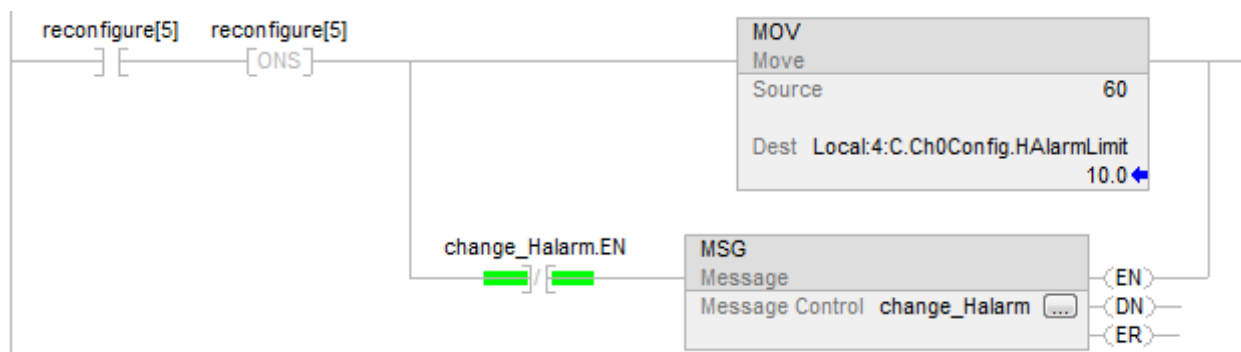 reconfigure[5] reconfigure[5]
ONS
MOV
Move
Source 60
Dest Local:4:C.Ch0Config.HAlarmLimit
10.0
change_Halarm.EN
MSG
Message
Message Control change_Halarm ...
EN
DN
ER